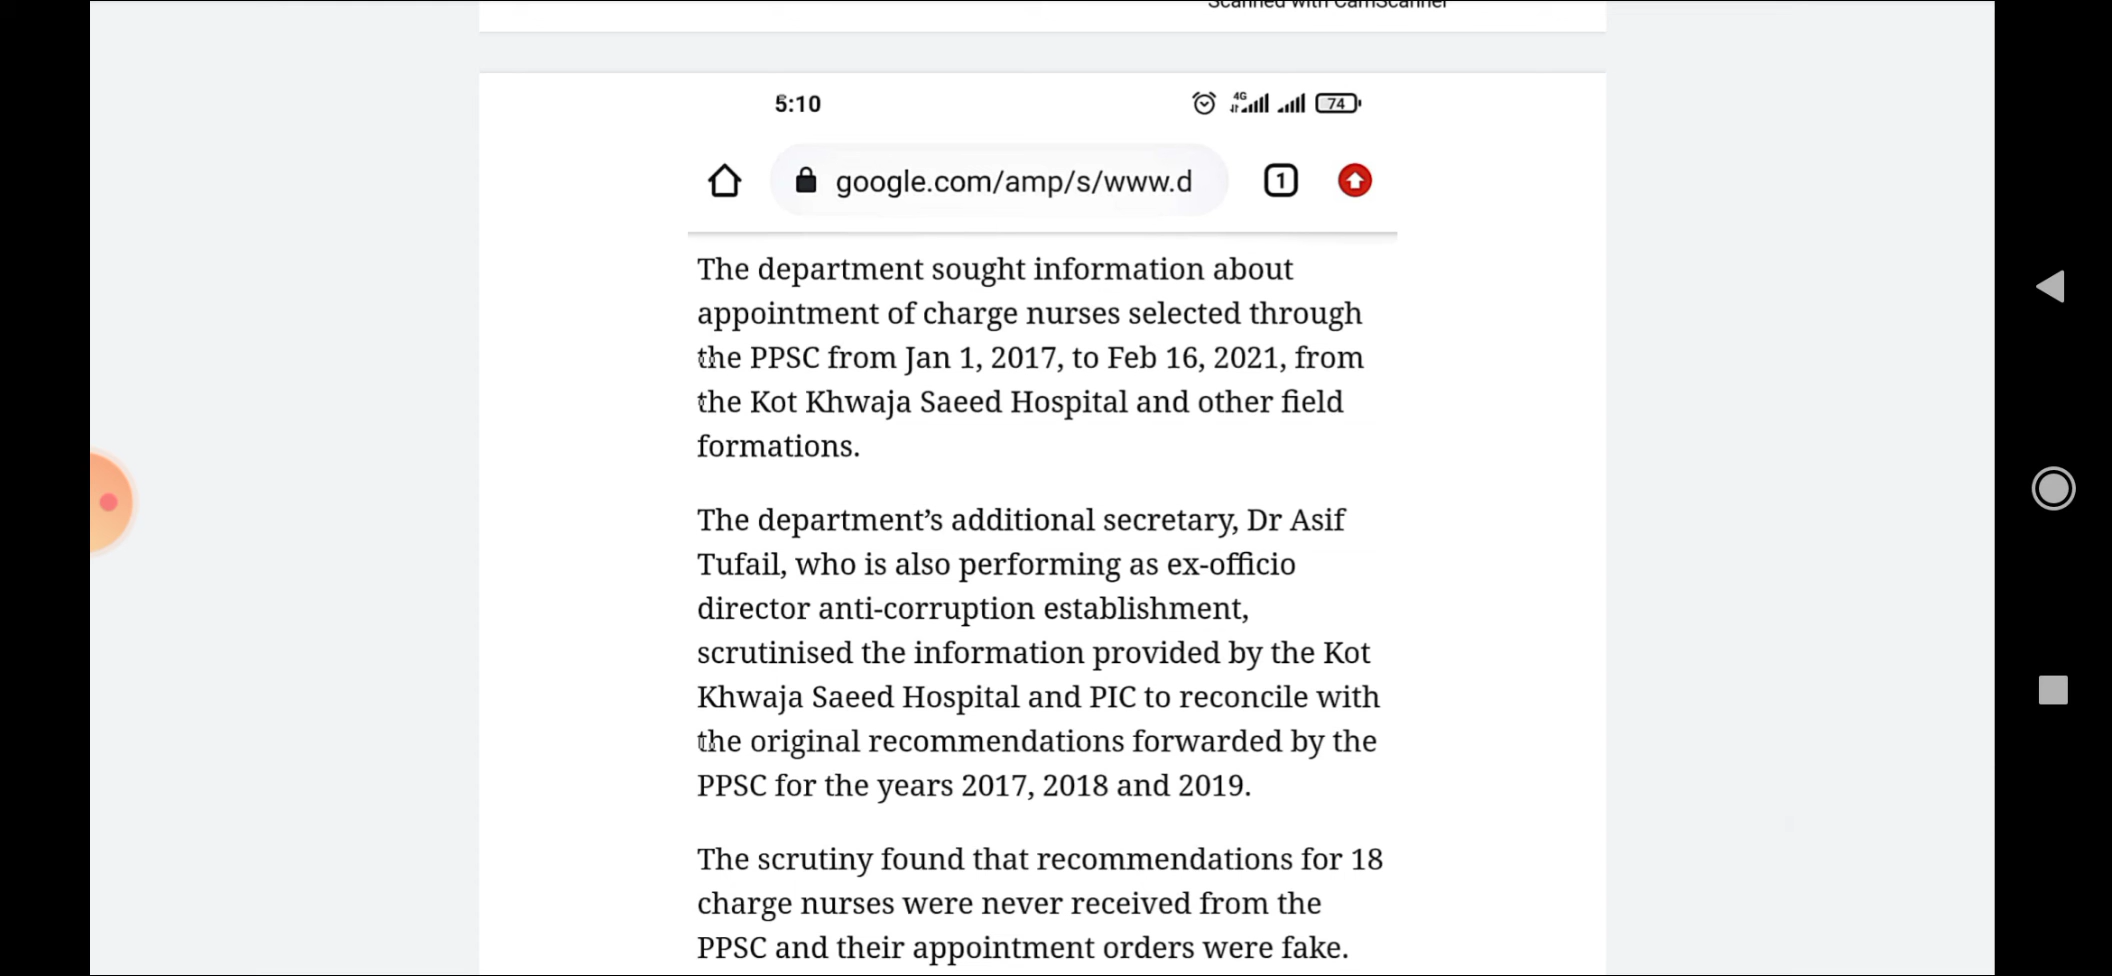 Scanned with CamScanner
5:10
4G
74
google.com/amp/s/www.d
1
The department sought information about
appointment of charge nurses selected through
the PPSC from Jan 1, 2017, to Feb 16, 2021, from
the Kot Khwaja Saeed Hospital and other field
formations.
The department’s additional secretary, Dr Asif
Tufail, who is also performing as ex-officio
director anti-corruption establishment,
scrutinised the information provided by the Kot
Khwaja Saeed Hospital and PIC to reconcile with
the original recommendations forwarded by the
PPSC for the years 2017, 2018 and 2019.
The scrutiny found that recommendations for 18
charge nurses were never received from the
PPSC and their appointment orders were fake.